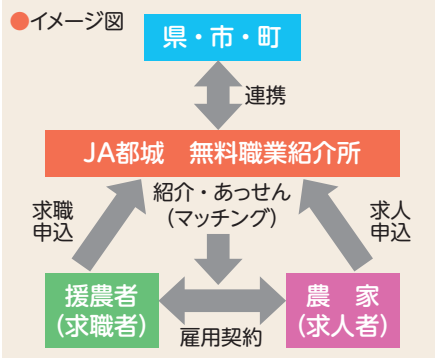 ●イメージ図
県・市・町
連携
JA都城　無料職業紹介所
紹介・あっせん
(マッチング)
求職
申込
求人
申込
援農者
(求職者)
農　家
(求人者)
雇用契約